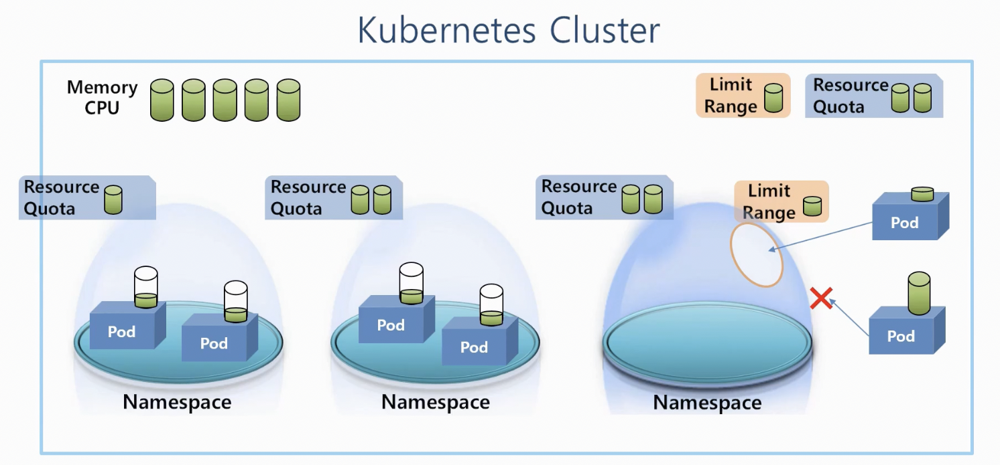 Kubernetes Cluster
Memory
CPU
Limit
Range
Resource
Quota
Resource
Quota
Resource
Quota
Resource
Quota
Limit
Range
Pod
Pod
Pod
Pod
Pod
Pod
Namespace
Namespace
Namespace